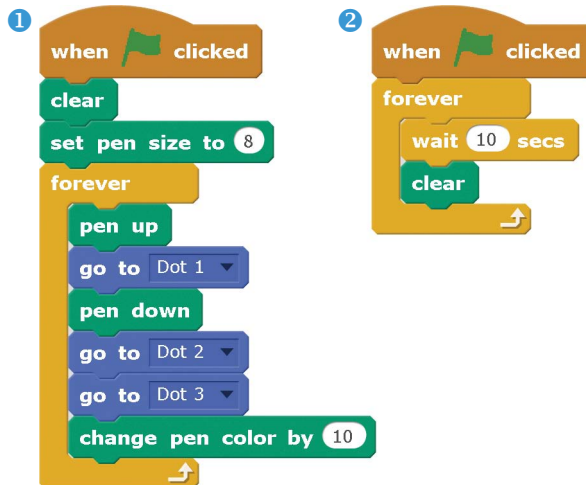 1
when clicked
clear
set pen size to 8
forever
pen up
go to Dot 1
pen down
go to Dot 2
go to Dot 3
change pen color by 10
2
when clicked
forever
wait 10 secs
clear